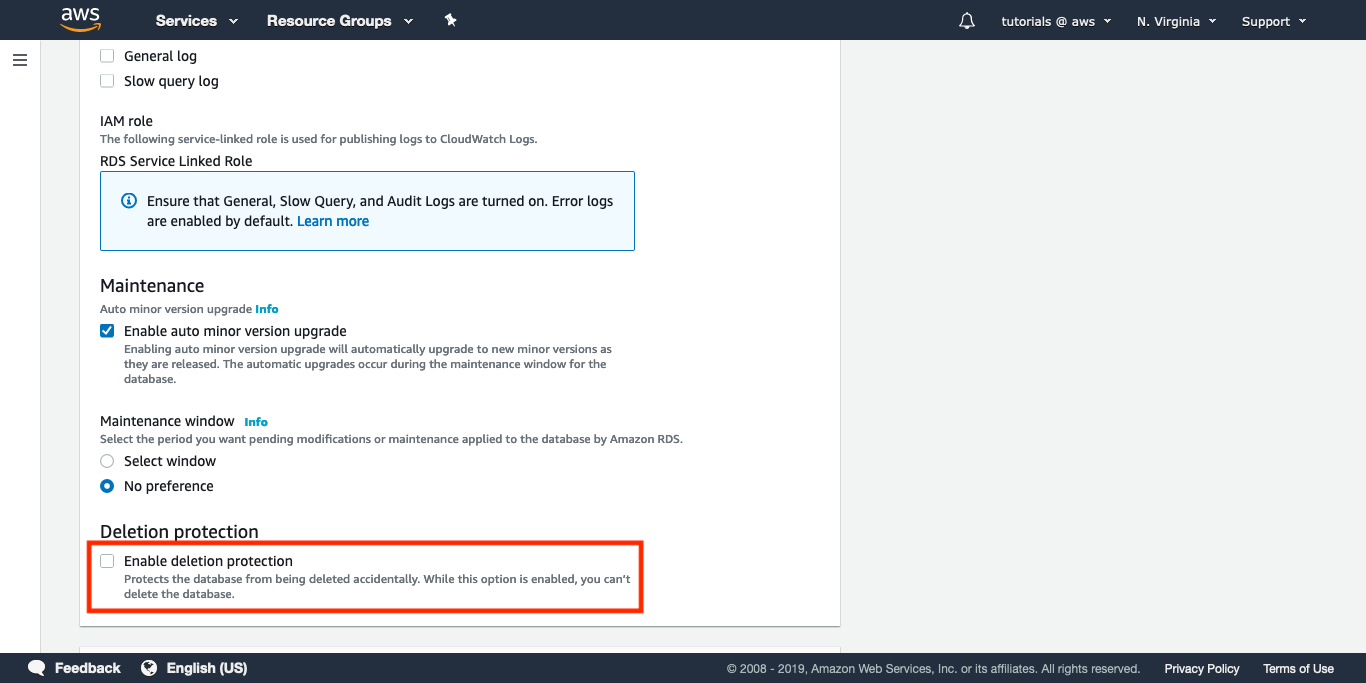 aws Services Resource Groups tutorials @ aws N. Virginia Support
General log
Slow query log
IAM role
The following service-linked role is used for publishing logs to CloudWatch Logs.
RDS Service Linked Role
Ensure that General, Slow Query, and Audit Logs are turned on. Error logs
are enabled by default. Learn more
Maintenance
Auto minor version upgrade Info
Enable auto minor version upgrade
Enabling auto minor version upgrade will automatically upgrade to new minor versions as
they are released. The automatic upgrades occur during the maintenance window for the
database.
Maintenance window Info
Select the period you want pending modifications or maintenance applied to the database by Amazon RDS.
Select window
No preference
Deletion protection
Enable deletion protection
Protects the database from being deleted accidentally. While this option is enabled, you can't
delete the database.
Feedback English (US) © 2008 - 2019, Amazon Web Services, Inc. or its affiliates. All rights reserved. Privacy Policy Terms of Use